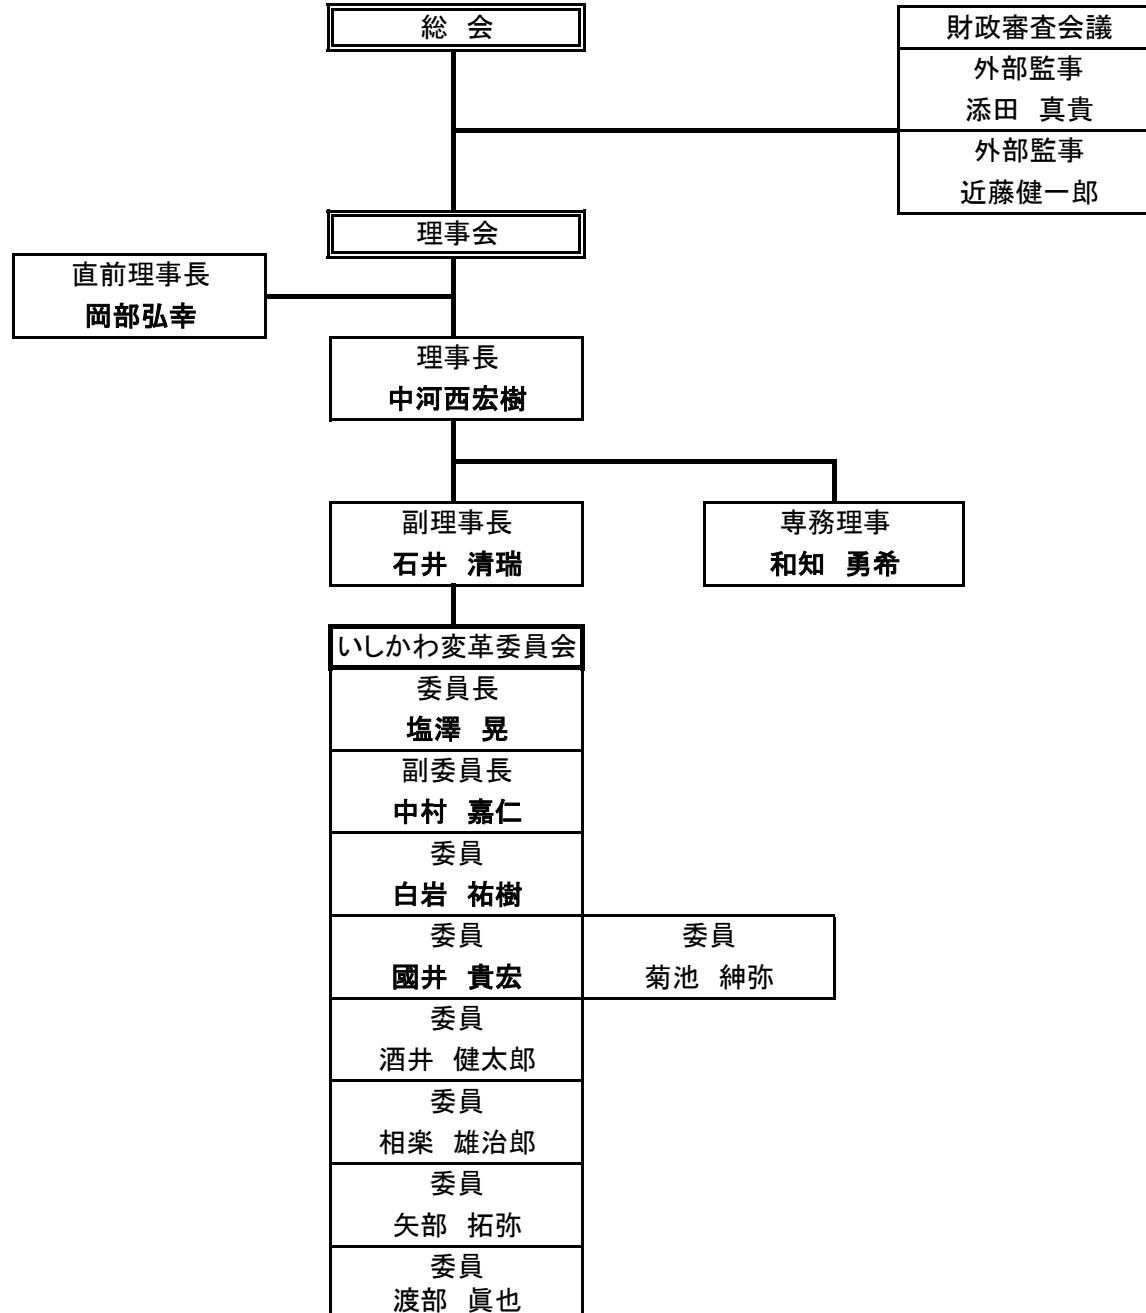 総　会
財政審査会議
外部監事
添田　真貴
外部監事
近藤健一郎
理事会
直前理事長
岡部弘幸
理事長
中河西宏樹
副理事長
石井　清瑞
専務理事
和知　勇希
いしかわ変革委員会
委員長
塩澤　晃
副委員長
中村　嘉仁
委員
白岩　祐樹
委員
國井　貴宏
委員
菊池　紳弥
委員
酒井　健太郎
委員
相楽　雄治郎
委員
矢部　拓弥
委員
渡部　眞也